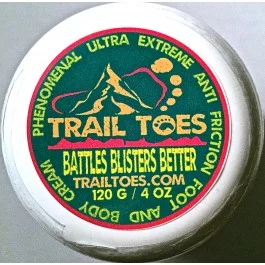 PHENOMENAL ULTRA EXTREME ANTI FRICTION FOOT AND BODY CREAM
TRAIL TOES
BATTLES BLISTERS BETTER
TRAILTOES.COM
120 G / 4 OZ